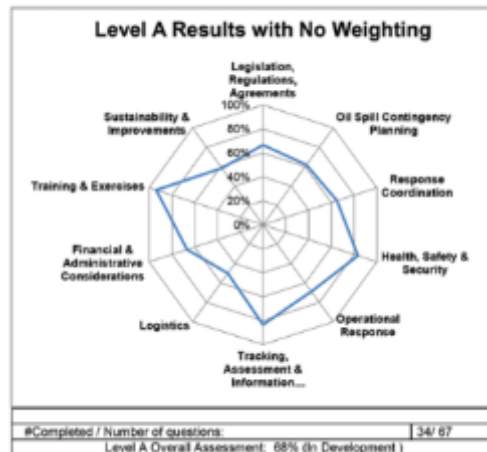 Level A Results with No Weighting
Legislation,
Regulations,
Agreements
100%
80%
60%
40%
20%
0%
Oil Spill Contingency
Planning
Response
Coordination
Health, Safety &
Security
Operational
Response
Tracking,
Assessment &
Information...
Logistics
Financial &
Administrative
Considerations
Training & Exercises
Sustainability &
Improvements
#Completed / Number of questions:
34/ 67
Level A Overall Assessment: 68% (In Development )